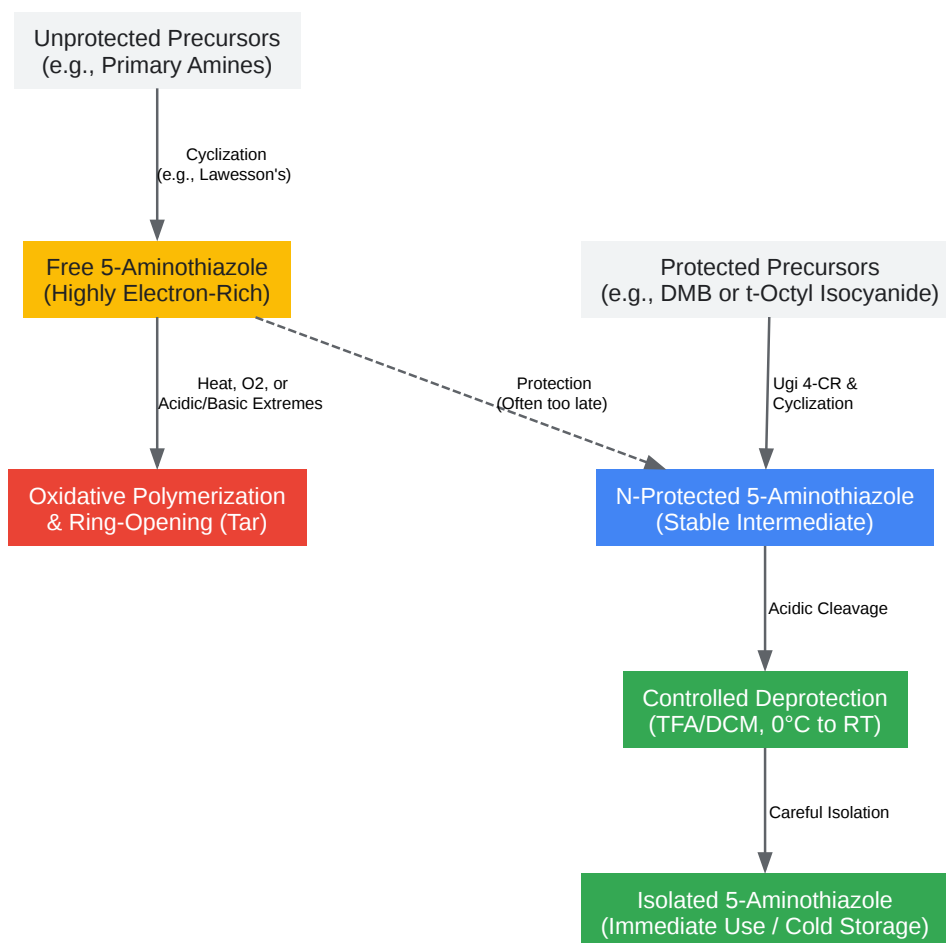 Unprotected Precursors
(e.g., Primary Amines)
Cyclization
(e.g., Lawesson's)
Free 5-Aminothiazole
(Highly Electron-Rich)
Protected Precursors
(e.g., DMB or t-Octyl Isocyanide)
Heat, O2, or
Acidic/Basic Extremes
Protection
(Often too late)
Ugi 4-CR &
Cyclization
Oxidative Polymerization
& Ring-Opening (Tar)
N-Protected 5-Aminothiazole
(Stable Intermediate)
Acidic Cleavage
Controlled Deprotection
(TFA/DCM, 0°C to RT)
Careful Isolation
Isolated 5-Aminothiazole
(Immediate Use / Cold Storage)